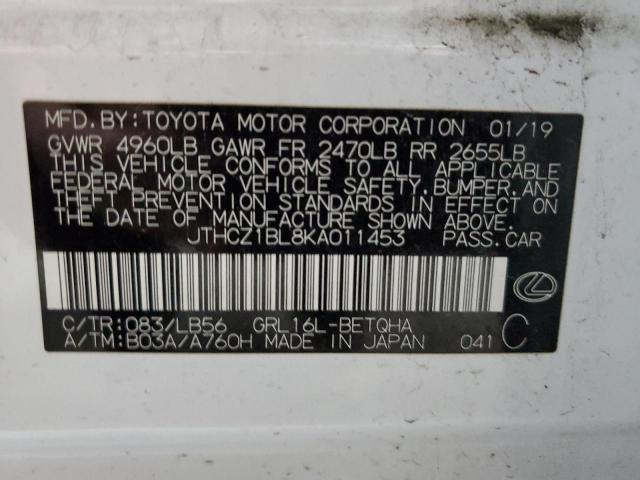 MFD.BY:TOYOTA MOTOR CORPORATION 01/19
GVWR 4960LB GAWR FR 2470LB RR 2655LB
THIS VEHICLE CONFORMS TO ALL APPLICABLE
FEDERAL MOTOR VEHICLE SAFETY,BUMPER,AND
THEFT PREVENTION STANDARDS IN EFFECT ON
THE DATE OF MANUFACTURE SHOWN ABOVE.
JTHCZ1BL8KA011453 PASS.CAR
C/TR:083/LB56 GRL16L-BETQHA
A/TM:B03A/A760H MADE IN JAPAN 041 C